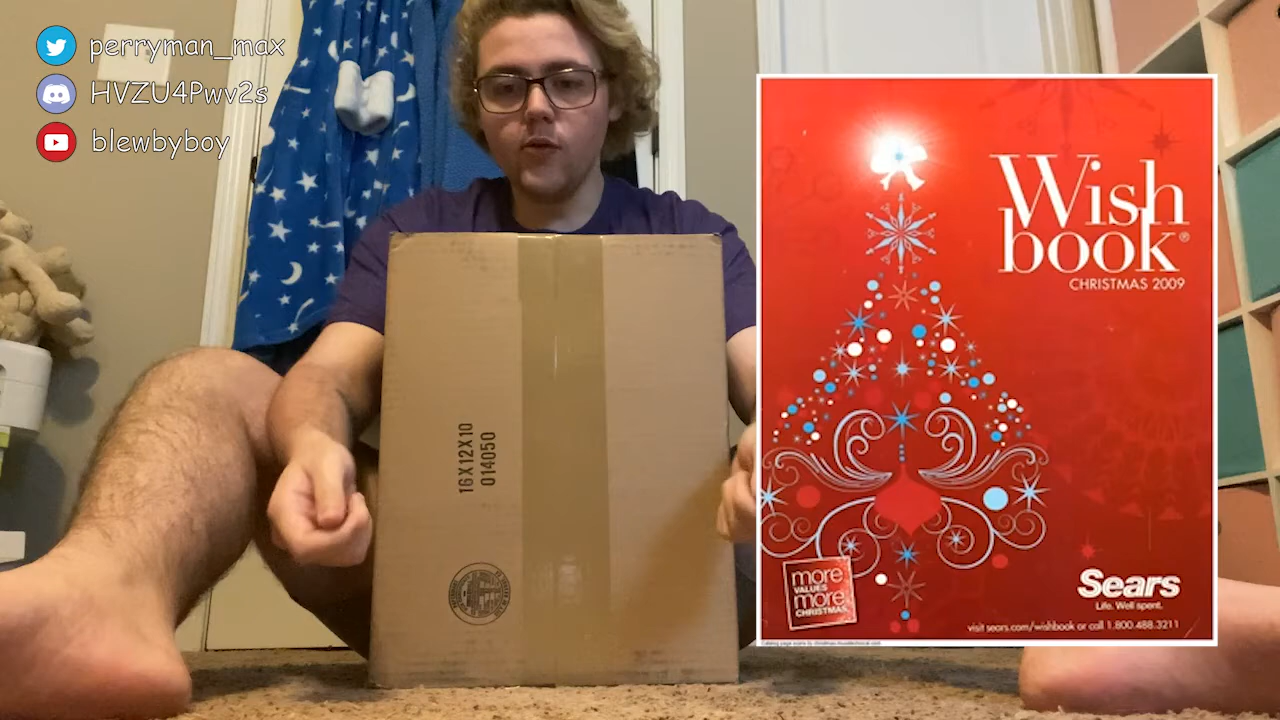 perryman_max
HVZU4Pwv2s
blewbyboy
Wish
book®
CHRISTMAS 2009
16X12X10
014050
more
VALUES
more
CHRISTMAS
Sears
Life. Well spent.
visit sears.com/wishbook or call 1.800.488.3211